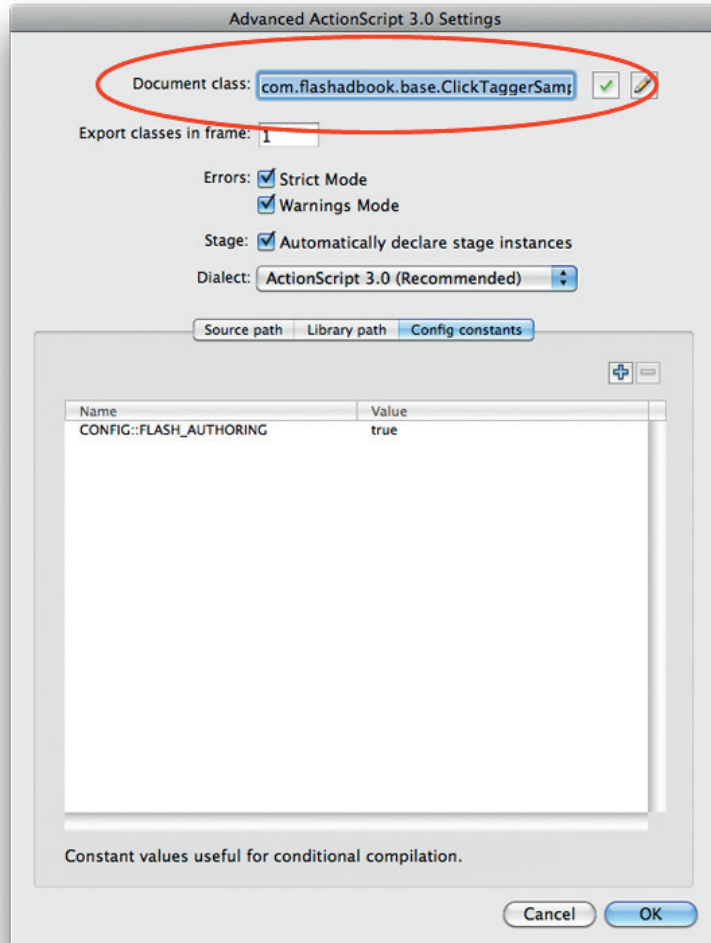 Advanced ActionScript 3.0 Settings
Document class: com.flashadbook.base.ClickTaggerSamp
Export classes in frame: 1
Errors: Strict Mode
Warnings Mode
Stage: Automatically declare stage instances
Dialect: ActionScript 3.0 (Recommended)
Source path Library path Config constants
Name Value
CONFIG::FLASH_AUTHORING true
Constant values useful for conditional compilation.
Cancel OK